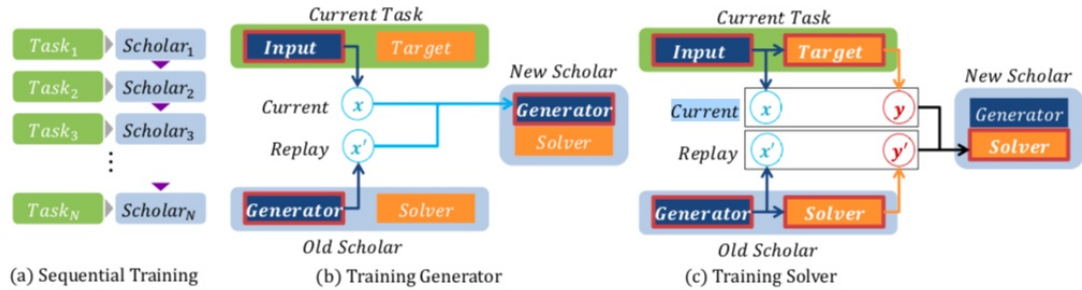 Task₁
Scholar₁
Task₂
Scholar₂
Task₃
Scholar₃
⋮
Task_N
Scholar_N
(a) Sequential Training
Current Task
Input
Target
New Scholar
Current
x
Generator
Replay
x'
Solver
Generator
Solver
Old Scholar
(b) Training Generator
Current Task
Input
Target
New Scholar
Current
x
y
Generator
Replay
x'
y'
Solver
Generator
Solver
Old Scholar
(c) Training Solver